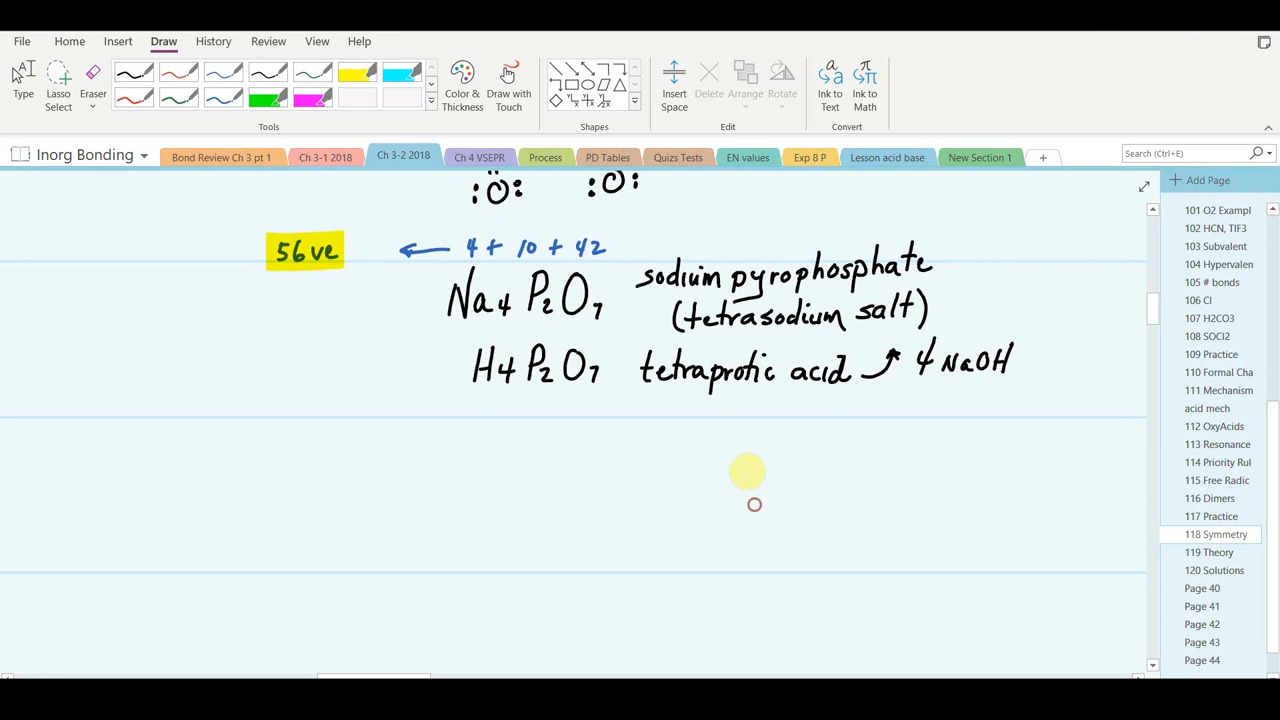 File Home Insert Draw History Review View Help
Type Lasso Select Eraser Color & Thickness Draw with Touch Insert Space Delete Arrange Rotate Ink to Text Ink to Math
Tools Shapes Edit Convert
Inorg Bonding Bond Review Ch 3 pt 1 Ch 3-1 2018 Ch 3-2 2018 Ch 4 VSEPR Process PD Tables Quizs Tests EN values Exp 8 P Lesson acid base New Section 1 + Search (Ctrl+E)
Add Page
101 O2 Exampl
102 HCN, TIF3
103 Subvalent
104 Hypervalen
105 # bonds
106 CI
107 H2CO3
108 SOCl2
109 Practice
110 Formal Cha
111 Mechanism
acid mech
112 OxyAcids
113 Resonance
114 Priority Rul
115 Free Radic
116 Dimers
117 Practice
118 Symmetry
119 Theory
120 Solutions
Page 40
Page 41
Page 42
Page 43
Page 44
:Ö: :O:
56 ve ← 4 + 10 + 42
Na4 P2O7 sodium pyrophosphate
(tetrasodium salt)
H4 P2O7 tetraprotic acid 4 NaOH